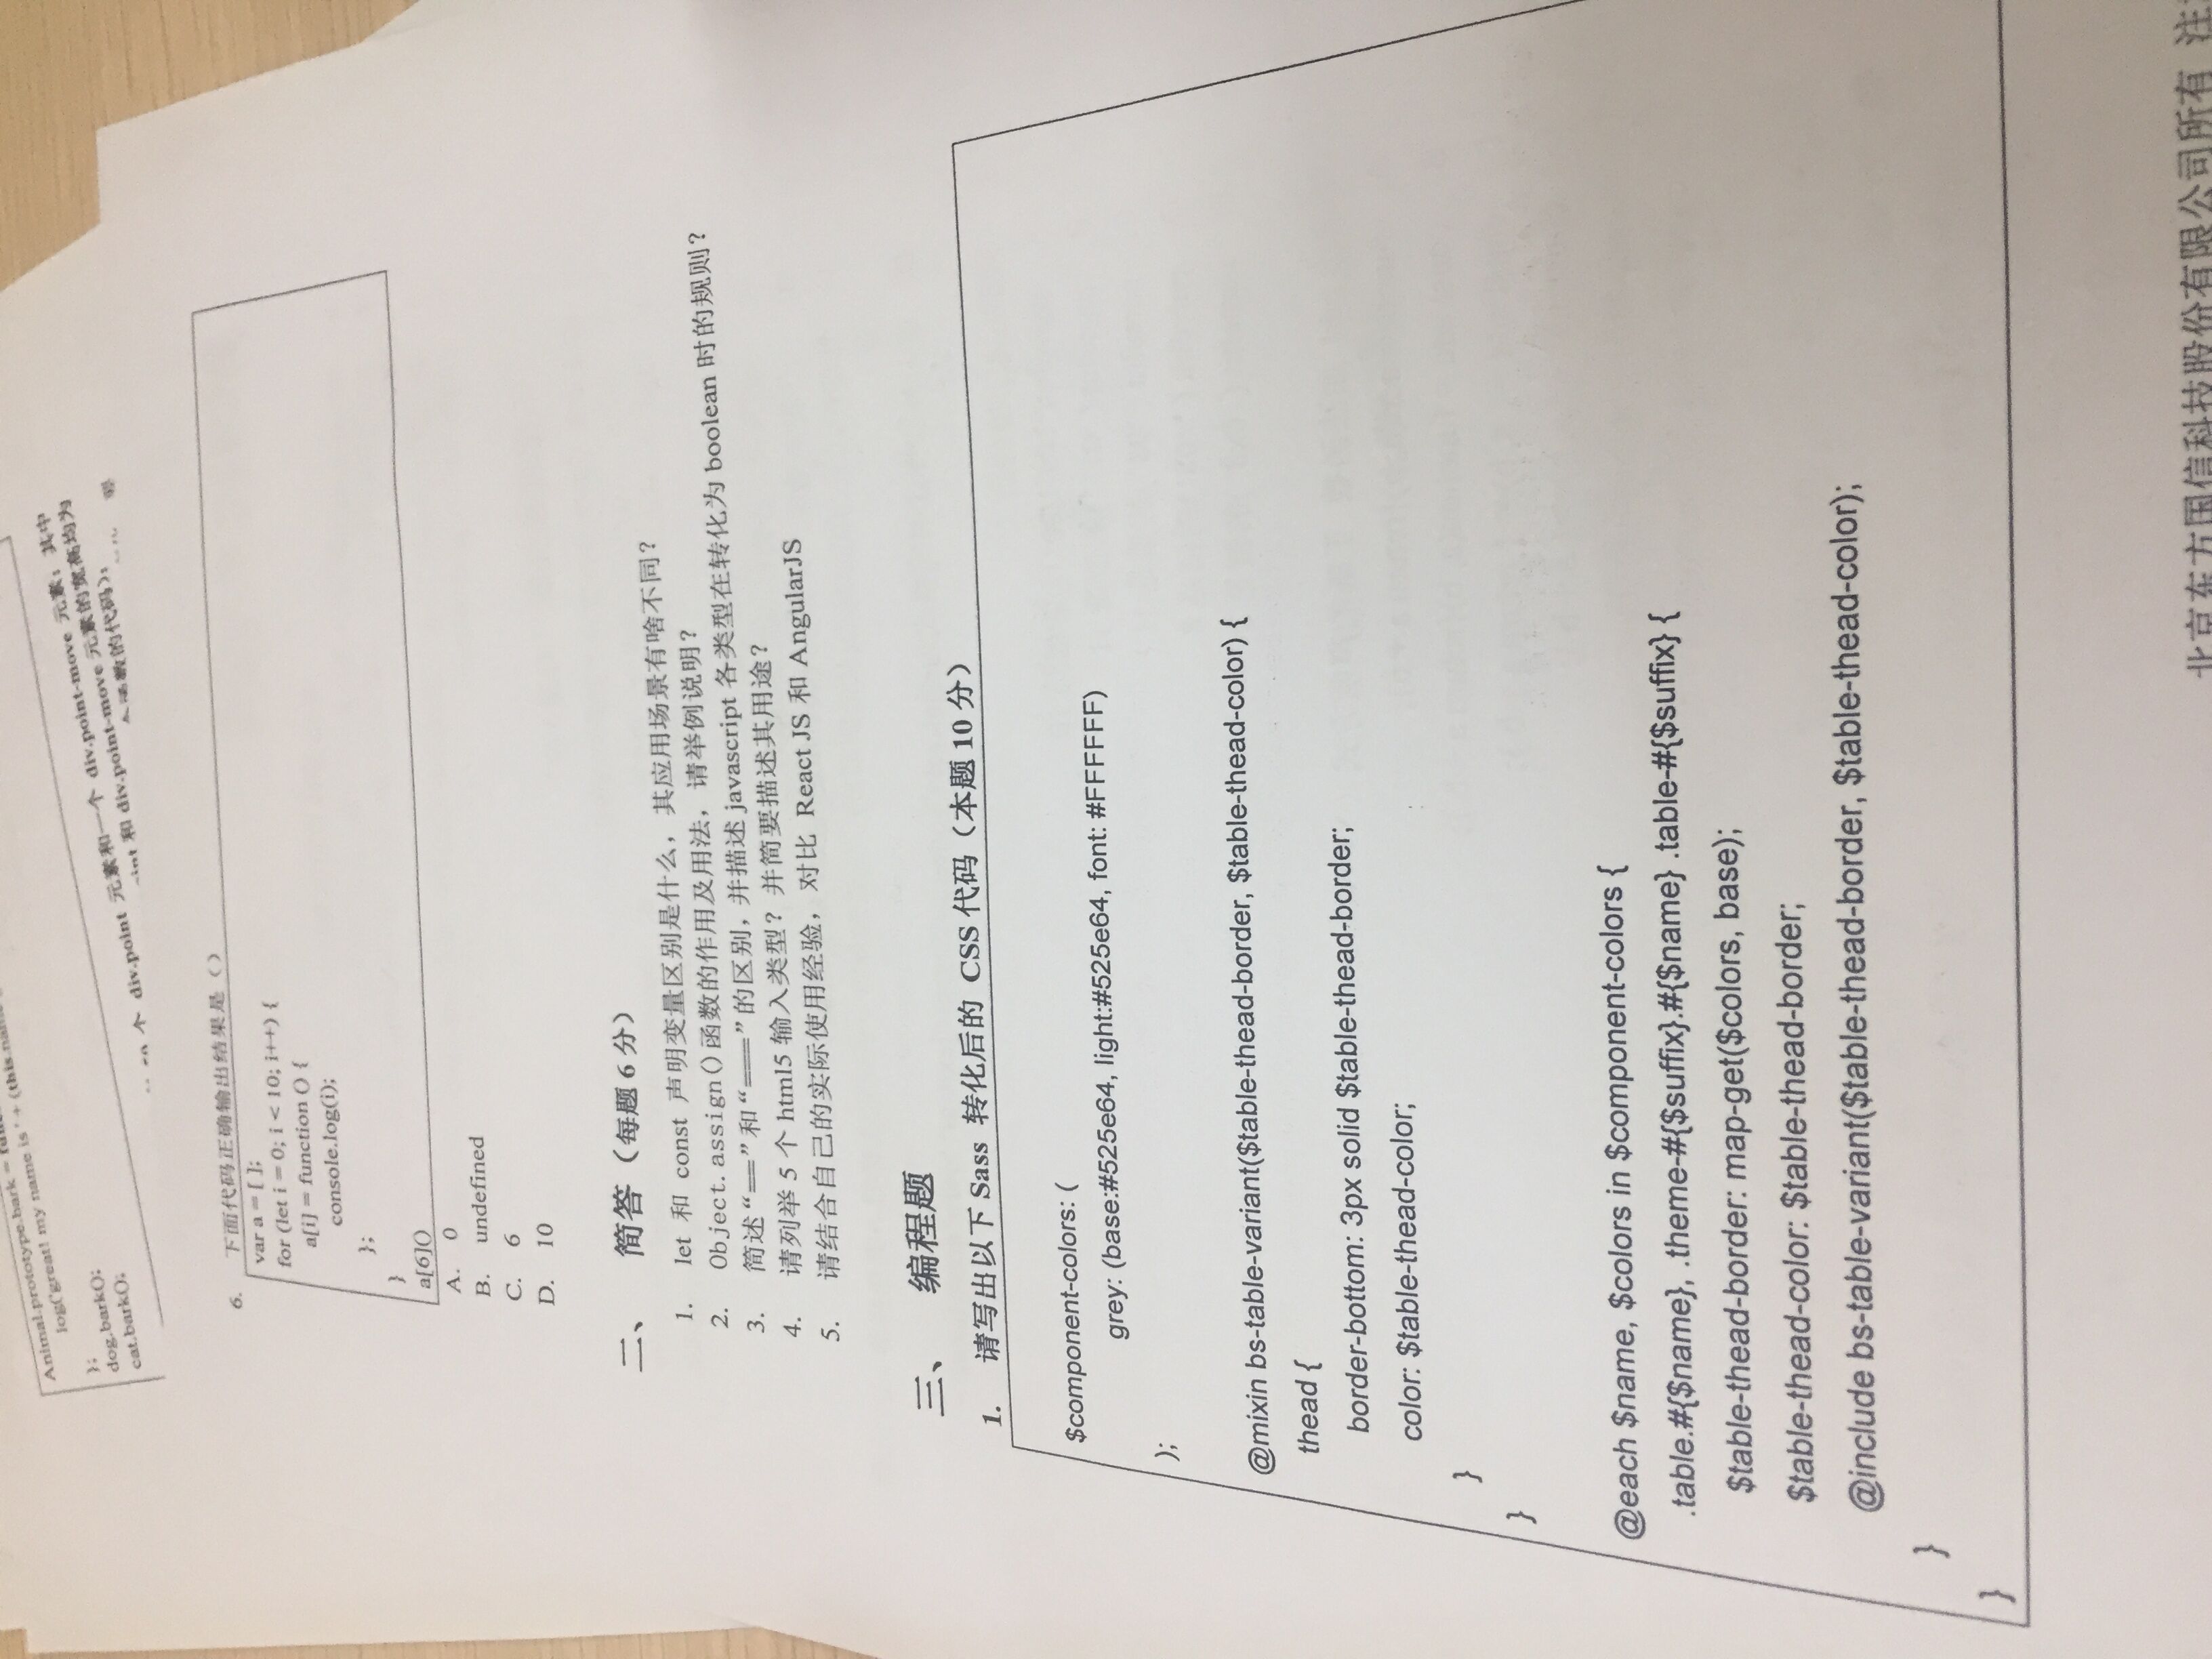 Animal.prototype.bark =
log('great! my name is ' + (this.name
};
dog.bark();
cat.bark();
个 div.point 元素和一个 div.point-move 元素；其中
和 div.point-move 元素的宽高均为
函数的代码)；
6. 下面代码正确输出结果是（）
var a = [ ];
for (let i = 0; i < 10; i++) {
a[i] = function () {
console.log(i);
};
}
a[6]()
A. 0
B. undefined
C. 6
D. 10
二、 简答（每题 6 分）
1. let 和 const 声明变量区别是什么，其应用场景有啥不同？
2. Object.assign()函数的作用及用法，请举例说明？
3. 简述“==”和“===”的区别，并描述 javascript 各类型在转化为 boolean 时的规则？
4. 请列举 5 个 html5 输入类型？并简要描述其用途？
5. 请结合自己的实际使用经验，对比 React JS 和 AngularJS
三、 编程题
1. 请写出以下 Sass 转化后的 CSS 代码（本题 10 分）
$component-colors: (
grey: (base:#525e64, light:#525e64, font: #FFFFFF)
);
@mixin bs-table-variant($table-thead-border, $table-thead-color) {
thead {
border-bottom: 3px solid $table-thead-border;
color: $table-thead-color;
}
}
@each $name, $colors in $component-colors {
.table.#{$name}, .theme-#{$suffix}.#{$name} .table-#{$suffix} {
$table-thead-border: map-get($colors, base);
$table-thead-color: $table-thead-border;
@include bs-table-variant($table-thead-border, $table-thead-color);
}
}
北京东方国信科技股份有限公司所有 注